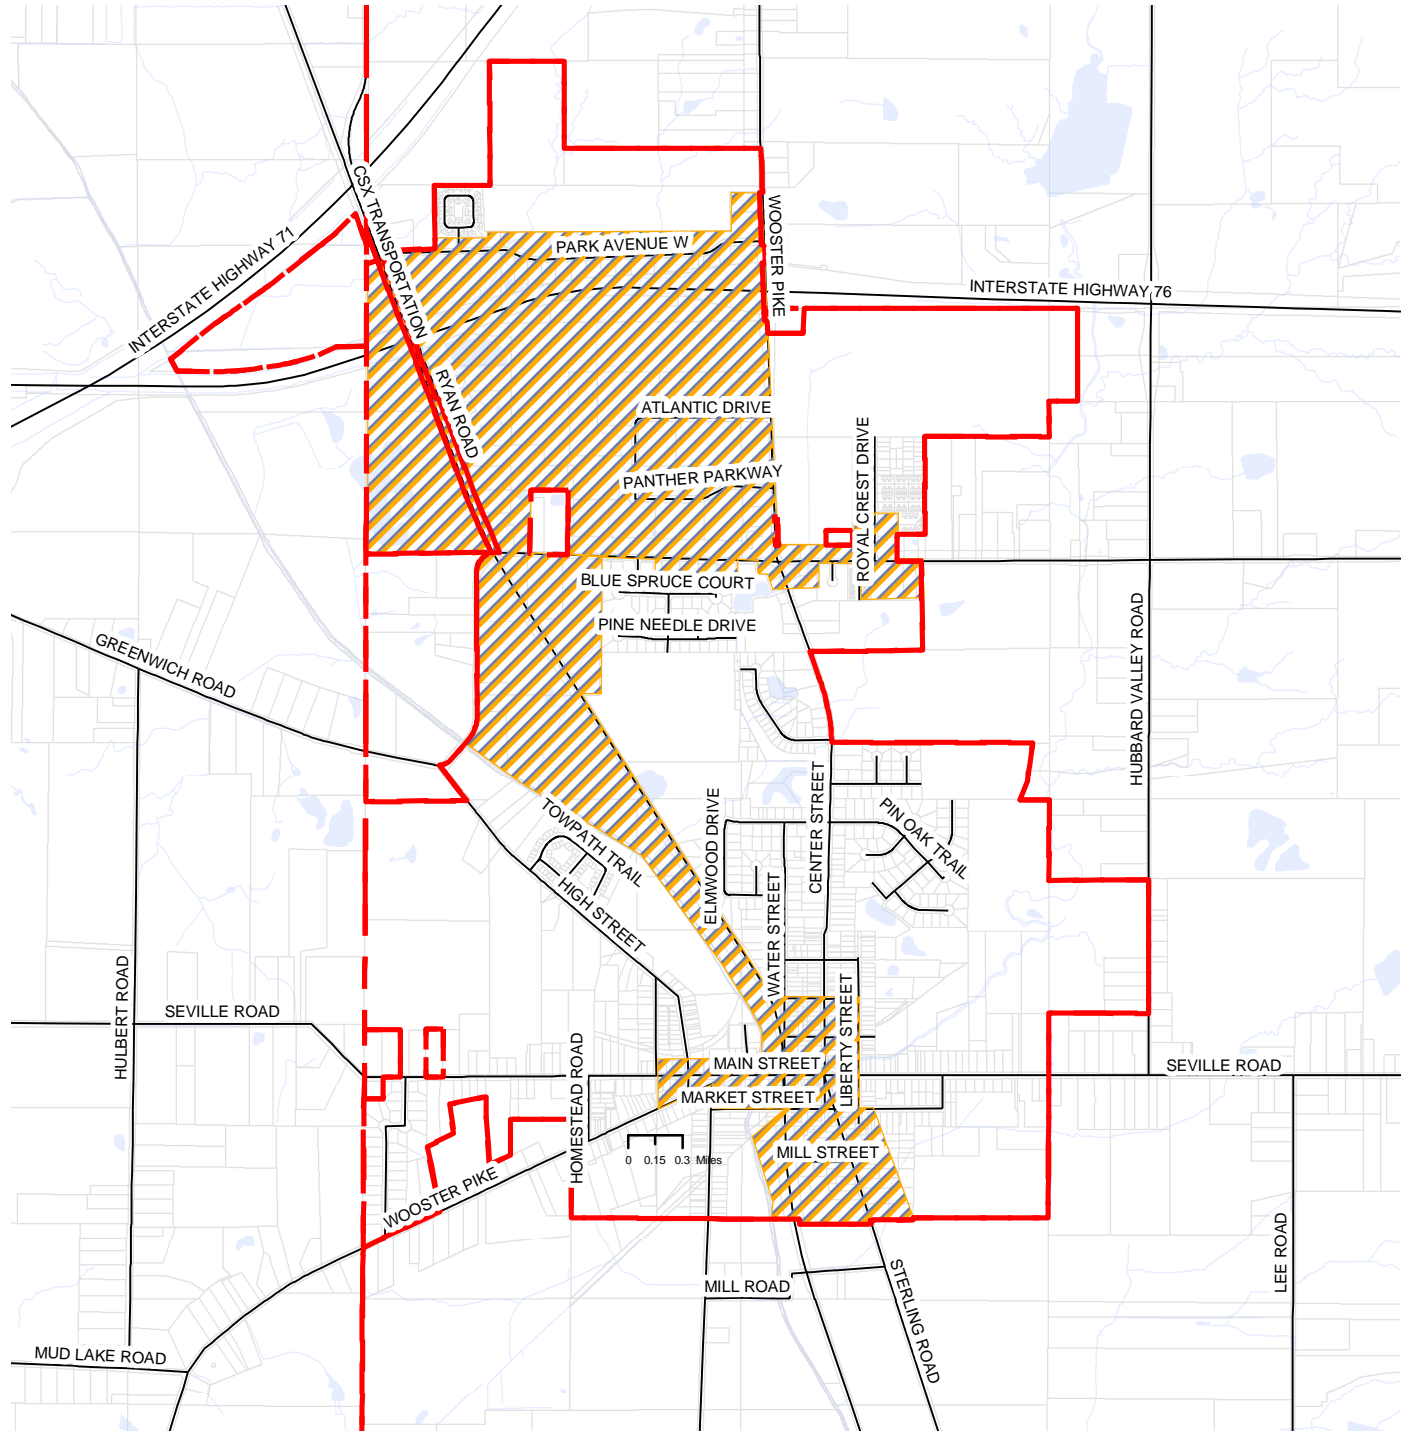 CSX TRANSPORTATION
WOOSTER PIKE
PARK AVENUE W
INTERSTATE HIGHWAY 71
INTERSTATE HIGHWAY 76
RYAN ROAD
ATLANTIC DRIVE
PANTHER PARKWAY
ROYAL CREST DRIVE
BLUE SPRUCE COURT
PINE NEEDLE DRIVE
GREENWICH ROAD
HUBBARD VALLEY ROAD
TOWPATH TRAIL
ELMWOOD DRIVE
CENTER STREET
PIN OAK TRAIL
HIGH STREET
WATER STREET
HULBERT ROAD
SEVILLE ROAD
LIBERTY STREET
HOMESTEAD ROAD
MAIN STREET
SEVILLE ROAD
MARKET STREET
MILL STREET
0 0.15 0.3 Miles
WOOSTER PIKE
MILL ROAD
STERLING ROAD
LEE ROAD
MUD LAKE ROAD